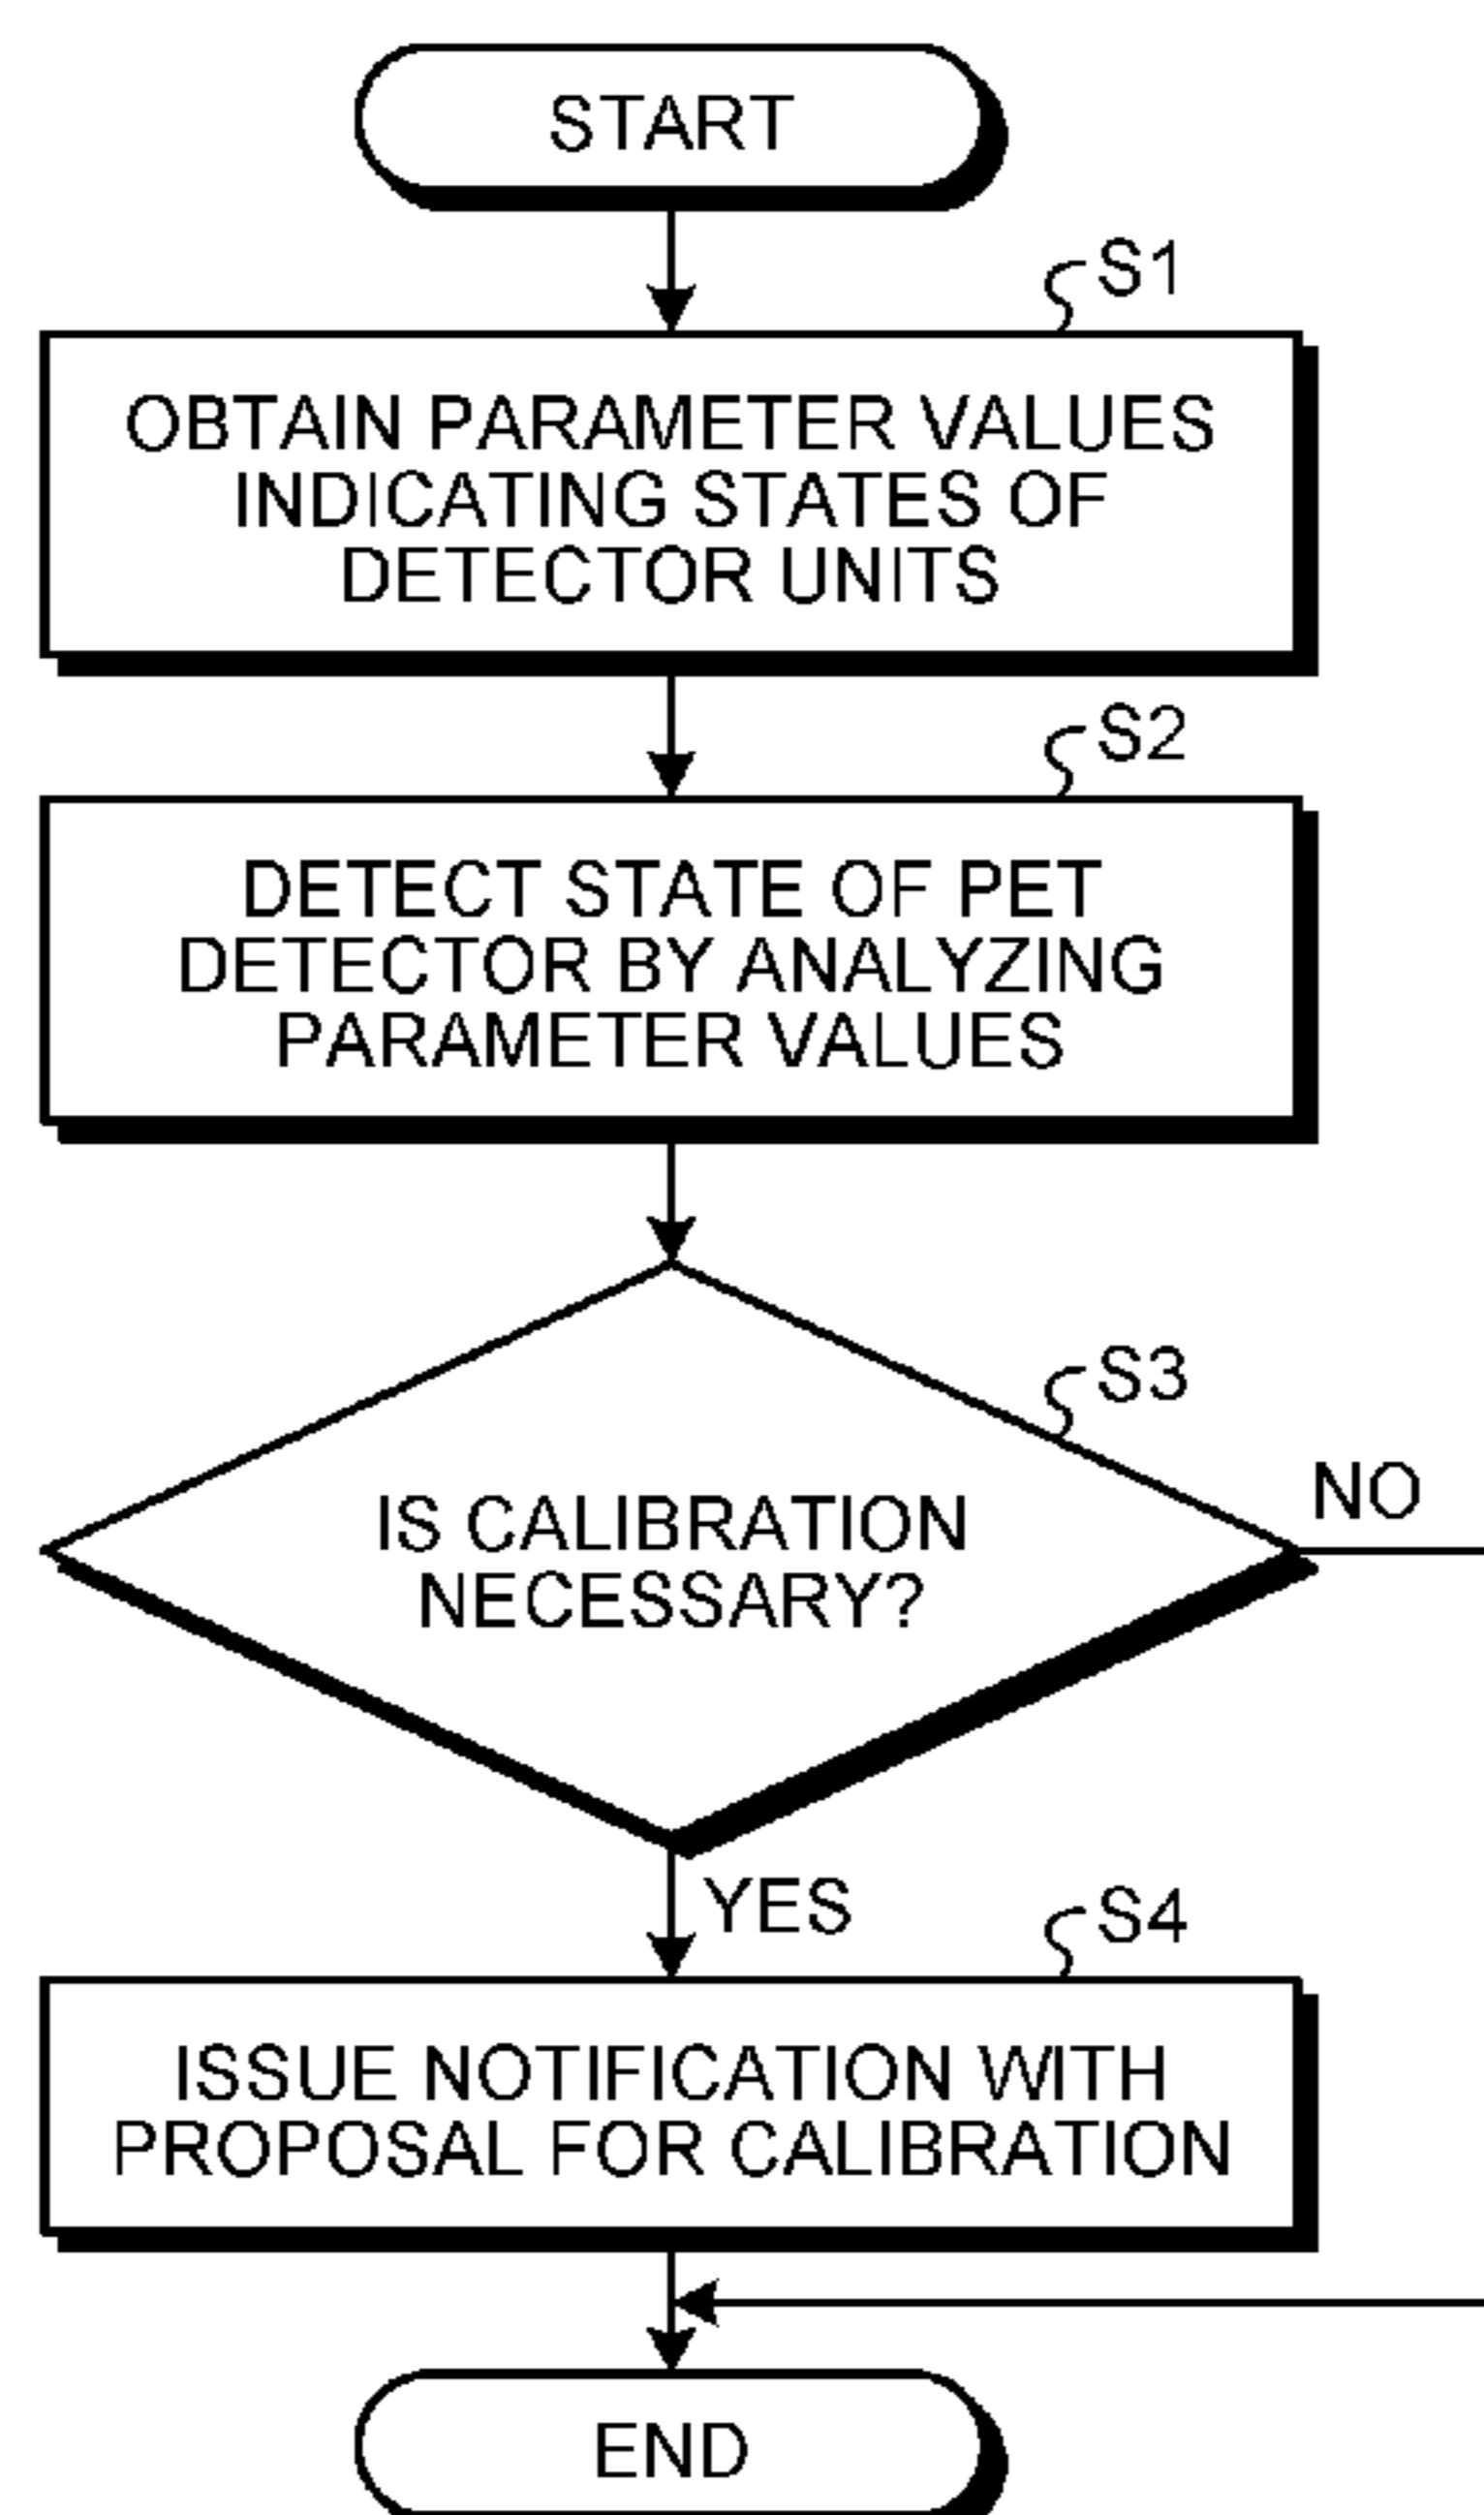 START
S1
OBTAIN PARAMETER VALUES
INDICATING STATES OF
DETECTOR UNITS
S2
DETECT STATE OF PET
DETECTOR BY ANALYZING
PARAMETER VALUES
S3
NO
IS CALIBRATION
NECESSARY?
YES
S4
ISSUE NOTIFICATION WITH
PROPOSAL FOR CALIBRATION
END